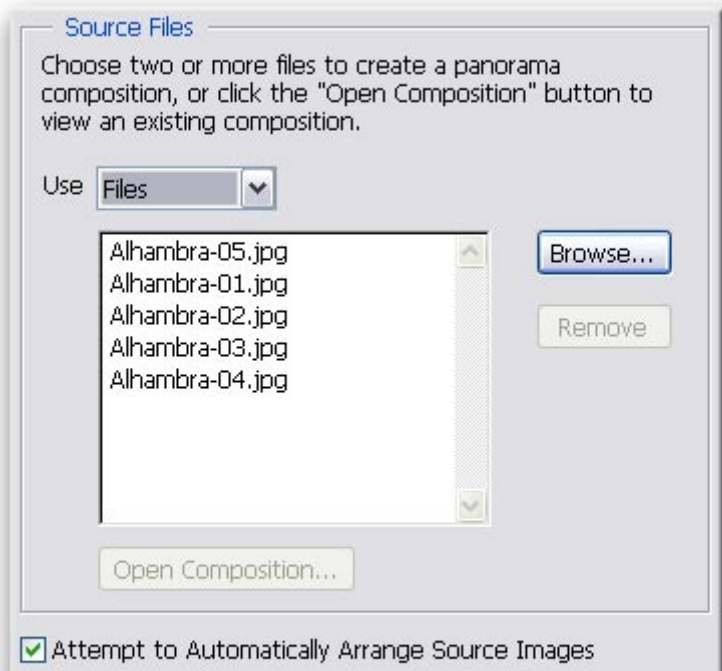 Source Files
Choose two or more files to create a panorama
composition, or click the "Open Composition" button to
view an existing composition.
Use Files
Alhambra-05.jpg
Browse...
Alhambra-01.jpg
Alhambra-02.jpg
Remove
Alhambra-03.jpg
Alhambra-04.jpg
Open Composition...
Attempt to Automatically Arrange Source Images